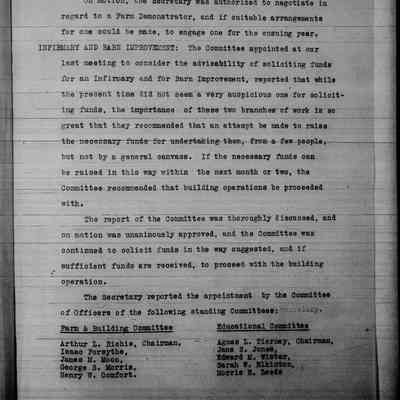 On motion, the Secretary was authorized to negotiate in
regard to a Farm Demonstrator, and if suitable arrangements
for one could be made, to engage one for the ensuing year.
INFIRMARY AND BARN IMPROVEMENT: The Committee appointed at our
last meeting to consider the advisability of soliciting funds
for an Infirmary and for Barn Improvement, reported that while
the present time did not seem a very auspicious one for solicit-
ing funds, the importance of these two branches of work is so
great that they recommended that an attempt be made to raise
the necessary funds for undertaking them, from a few people,
but not by a general canvass. If the necessary funds can
be raised in this way within the next month or two, the
Committee recommended that building operations be proceeded
with.
The report of the Committee was thoroughly discussed, and
on motion was unanimously approved, and the Committee was
continued to solicit funds in the way suggested, and if
sufficient funds are received, to proceed with the building
operation.
The Secretary reported the appointment by the Committee
of Officers of the following standing Committees:
Farm & Building Committee
Arthur L. Richie, Chairman,
Isaac Forsythe,
James M. Moon,
George S. Morris,
Henry W. Comfort.
Educational Committee
Agnes L. Tierney, Chairman,
Jane S. Jones,
Edward M. Wistar,
Sarah W. Elkinton,
Morris E. Leeds